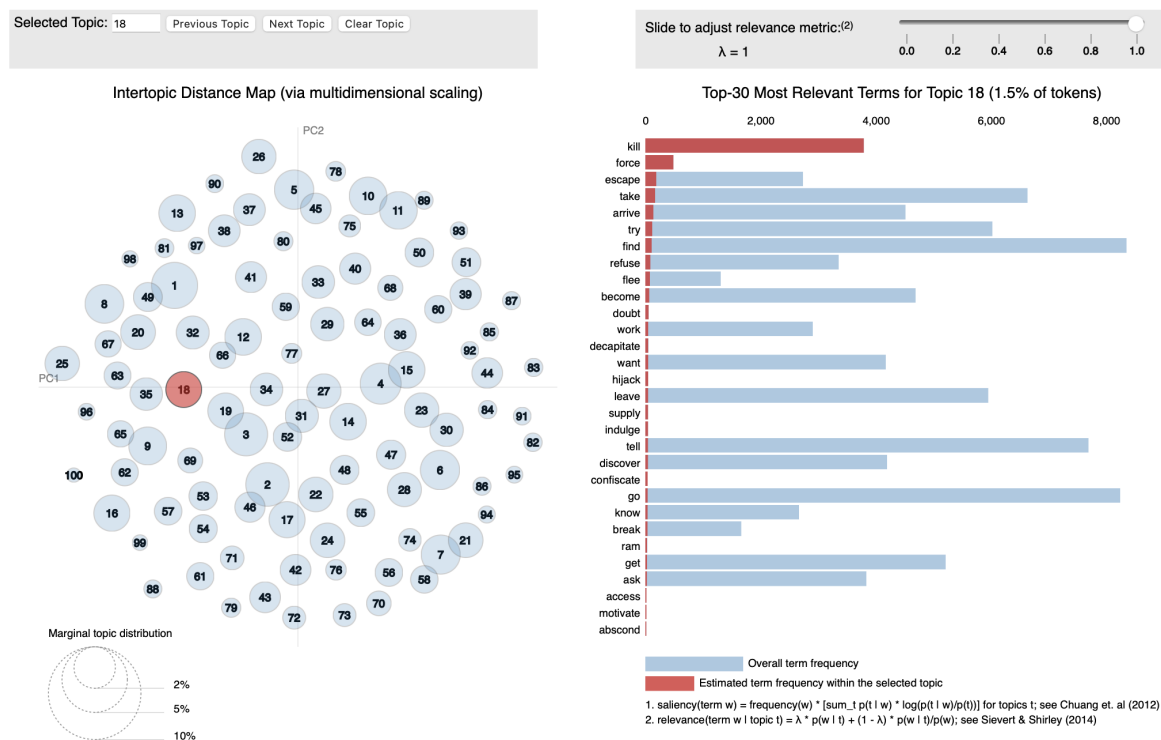 Selected Topic: 18 Previous Topic Next Topic Clear Topic
Slide to adjust relevance metric:(2)
λ = 1
0.0 0.2 0.4 0.6 0.8 1.0
Intertopic Distance Map (via multidimensional scaling)
PC2
PC1
26
78
90
5
10
89
13
37
45
11
38
75
93
81
97
80
98
50
51
41
40
33
1
68
8
49
39
87
59
60
20
32
12
29
64
36
85
67
66
77
92
25
63
15
44
83
35
18
34
27
4
96
19
31
14
23
84
91
65
9
3
52
30
82
69
47
100
62
48
6
95
2
86
53
22
28
16
57
46
17
55
94
54
99
24
74
21
71
7
61
42
76
56
58
88
43
70
79
72
73
Marginal topic distribution
2%
5%
10%
Top-30 Most Relevant Terms for Topic 18 (1.5% of tokens)
0 2,000 4,000 6,000 8,000
kill
force
escape
take
arrive
try
find
refuse
flee
become
doubt
work
decapitate
want
hijack
leave
supply
indulge
tell
discover
confiscate
go
know
break
ram
get
ask
access
motivate
abscond
Overall term frequency
Estimated term frequency within the selected topic
1. saliency(term w) = frequency(w) * [sum_t p(t | w) * log(p(t | w)/p(t))] for topics t; see Chuang et. al (2012)
2. relevance(term w | topic t) = λ * p(w | t) + (1 - λ) * p(w | t)/p(w); see Sievert & Shirley (2014)